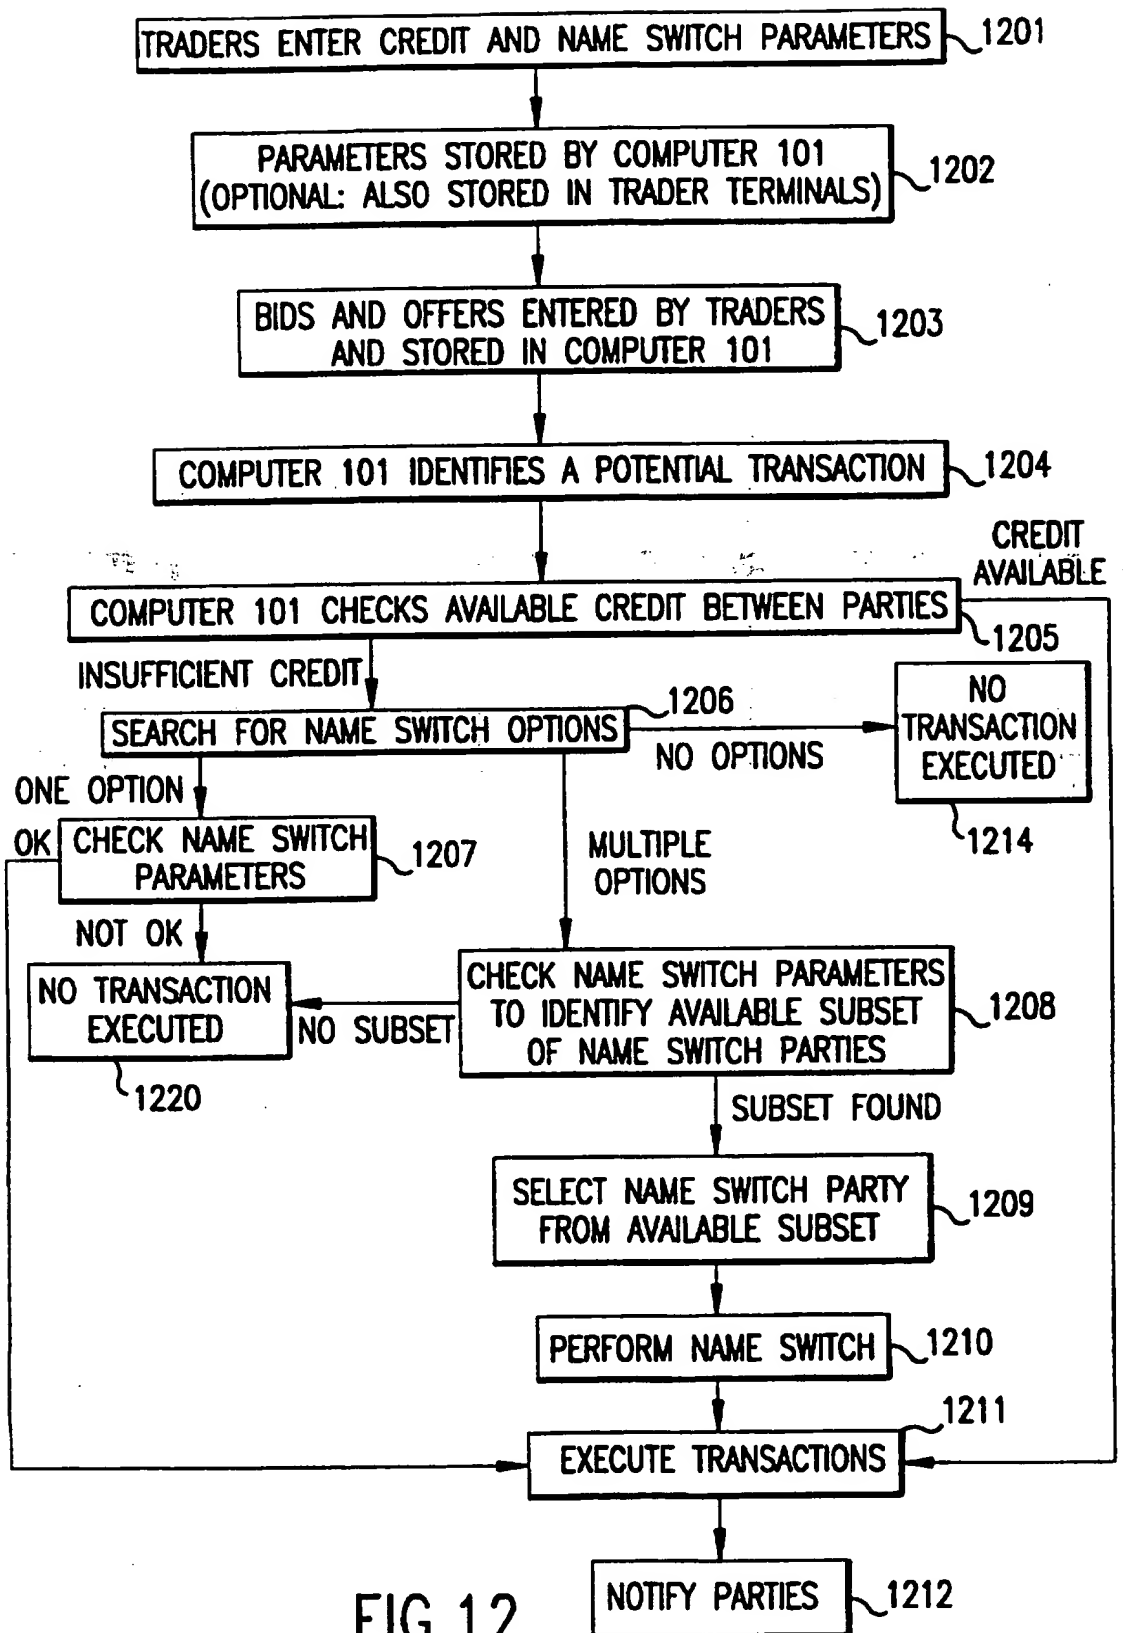 TRADERS ENTER CREDIT AND NAME SWITCH PARAMETERS
1201
PARAMETERS STORED BY COMPUTER 101
(OPTIONAL: ALSO STORED IN TRADER TERMINALS)
1202
BIDS AND OFFERS ENTERED BY TRADERS
AND STORED IN COMPUTER 101
1203
COMPUTER 101 IDENTIFIES A POTENTIAL TRANSACTION
1204
CREDIT
AVAILABLE
COMPUTER 101 CHECKS AVAILABLE CREDIT BETWEEN PARTIES
1205
INSUFFICIENT CREDIT
SEARCH FOR NAME SWITCH OPTIONS
1206
NO OPTIONS
NO
TRANSACTION
EXECUTED
1214
ONE OPTION
OK
CHECK NAME SWITCH
PARAMETERS
1207
MULTIPLE
OPTIONS
NOT OK
NO TRANSACTION
EXECUTED
1220
NO SUBSET
CHECK NAME SWITCH PARAMETERS
TO IDENTIFY AVAILABLE SUBSET
OF NAME SWITCH PARTIES
1208
SUBSET FOUND
SELECT NAME SWITCH PARTY
FROM AVAILABLE SUBSET
1209
PERFORM NAME SWITCH
1210
EXECUTE TRANSACTIONS
1211
NOTIFY PARTIES
1212
FIG.12